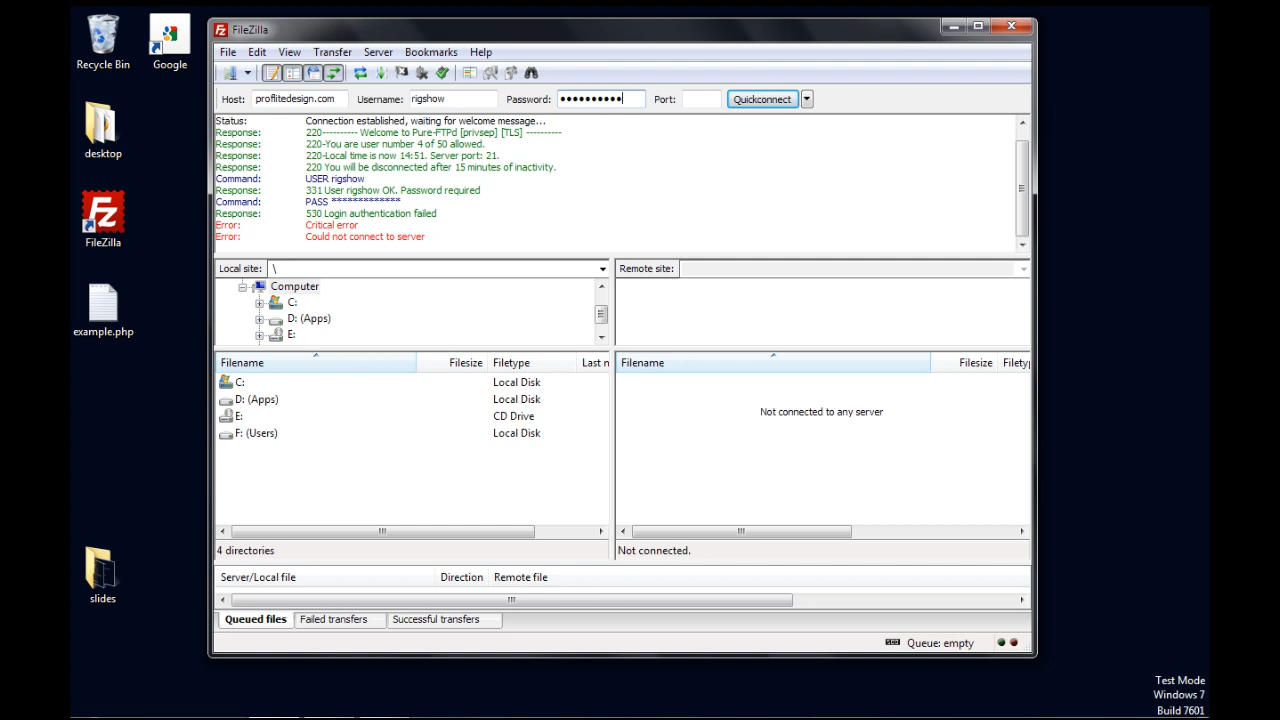 Recycle Bin
Google
desktop
FileZilla
example.php
slides
FileZilla
File Edit View Transfer Server Bookmarks Help
Host: proflitedesign.com Username: rigshow Password: •••••••••• Port: Quickconnect
Status: Connection established, waiting for welcome message...
Response: 220---------- Welcome to Pure-FTPd [privsep] [TLS] ----------
Response: 220-You are user number 4 of 50 allowed.
Response: 220-Local time is now 14:51. Server port: 21.
Response: 220 You will be disconnected after 15 minutes of inactivity.
Command: USER rigshow
Response: 331 User rigshow OK. Password required
Command: PASS *************
Response: 530 Login authentication failed
Error: Critical error
Error: Could not connect to server
Local site: \
Remote site:
Computer
C:
D: (Apps)
E:
Filename Filesize Filetype Last m
C: Local Disk
D: (Apps) Local Disk
E: CD Drive
F: (Users) Local Disk
4 directories
Filename Filesize Filety
Not connected to any server
Not connected.
Server/Local file Direction Remote file
Queued files Failed transfers Successful transfers
Queue: empty
Test Mode
Windows 7
Build 7601